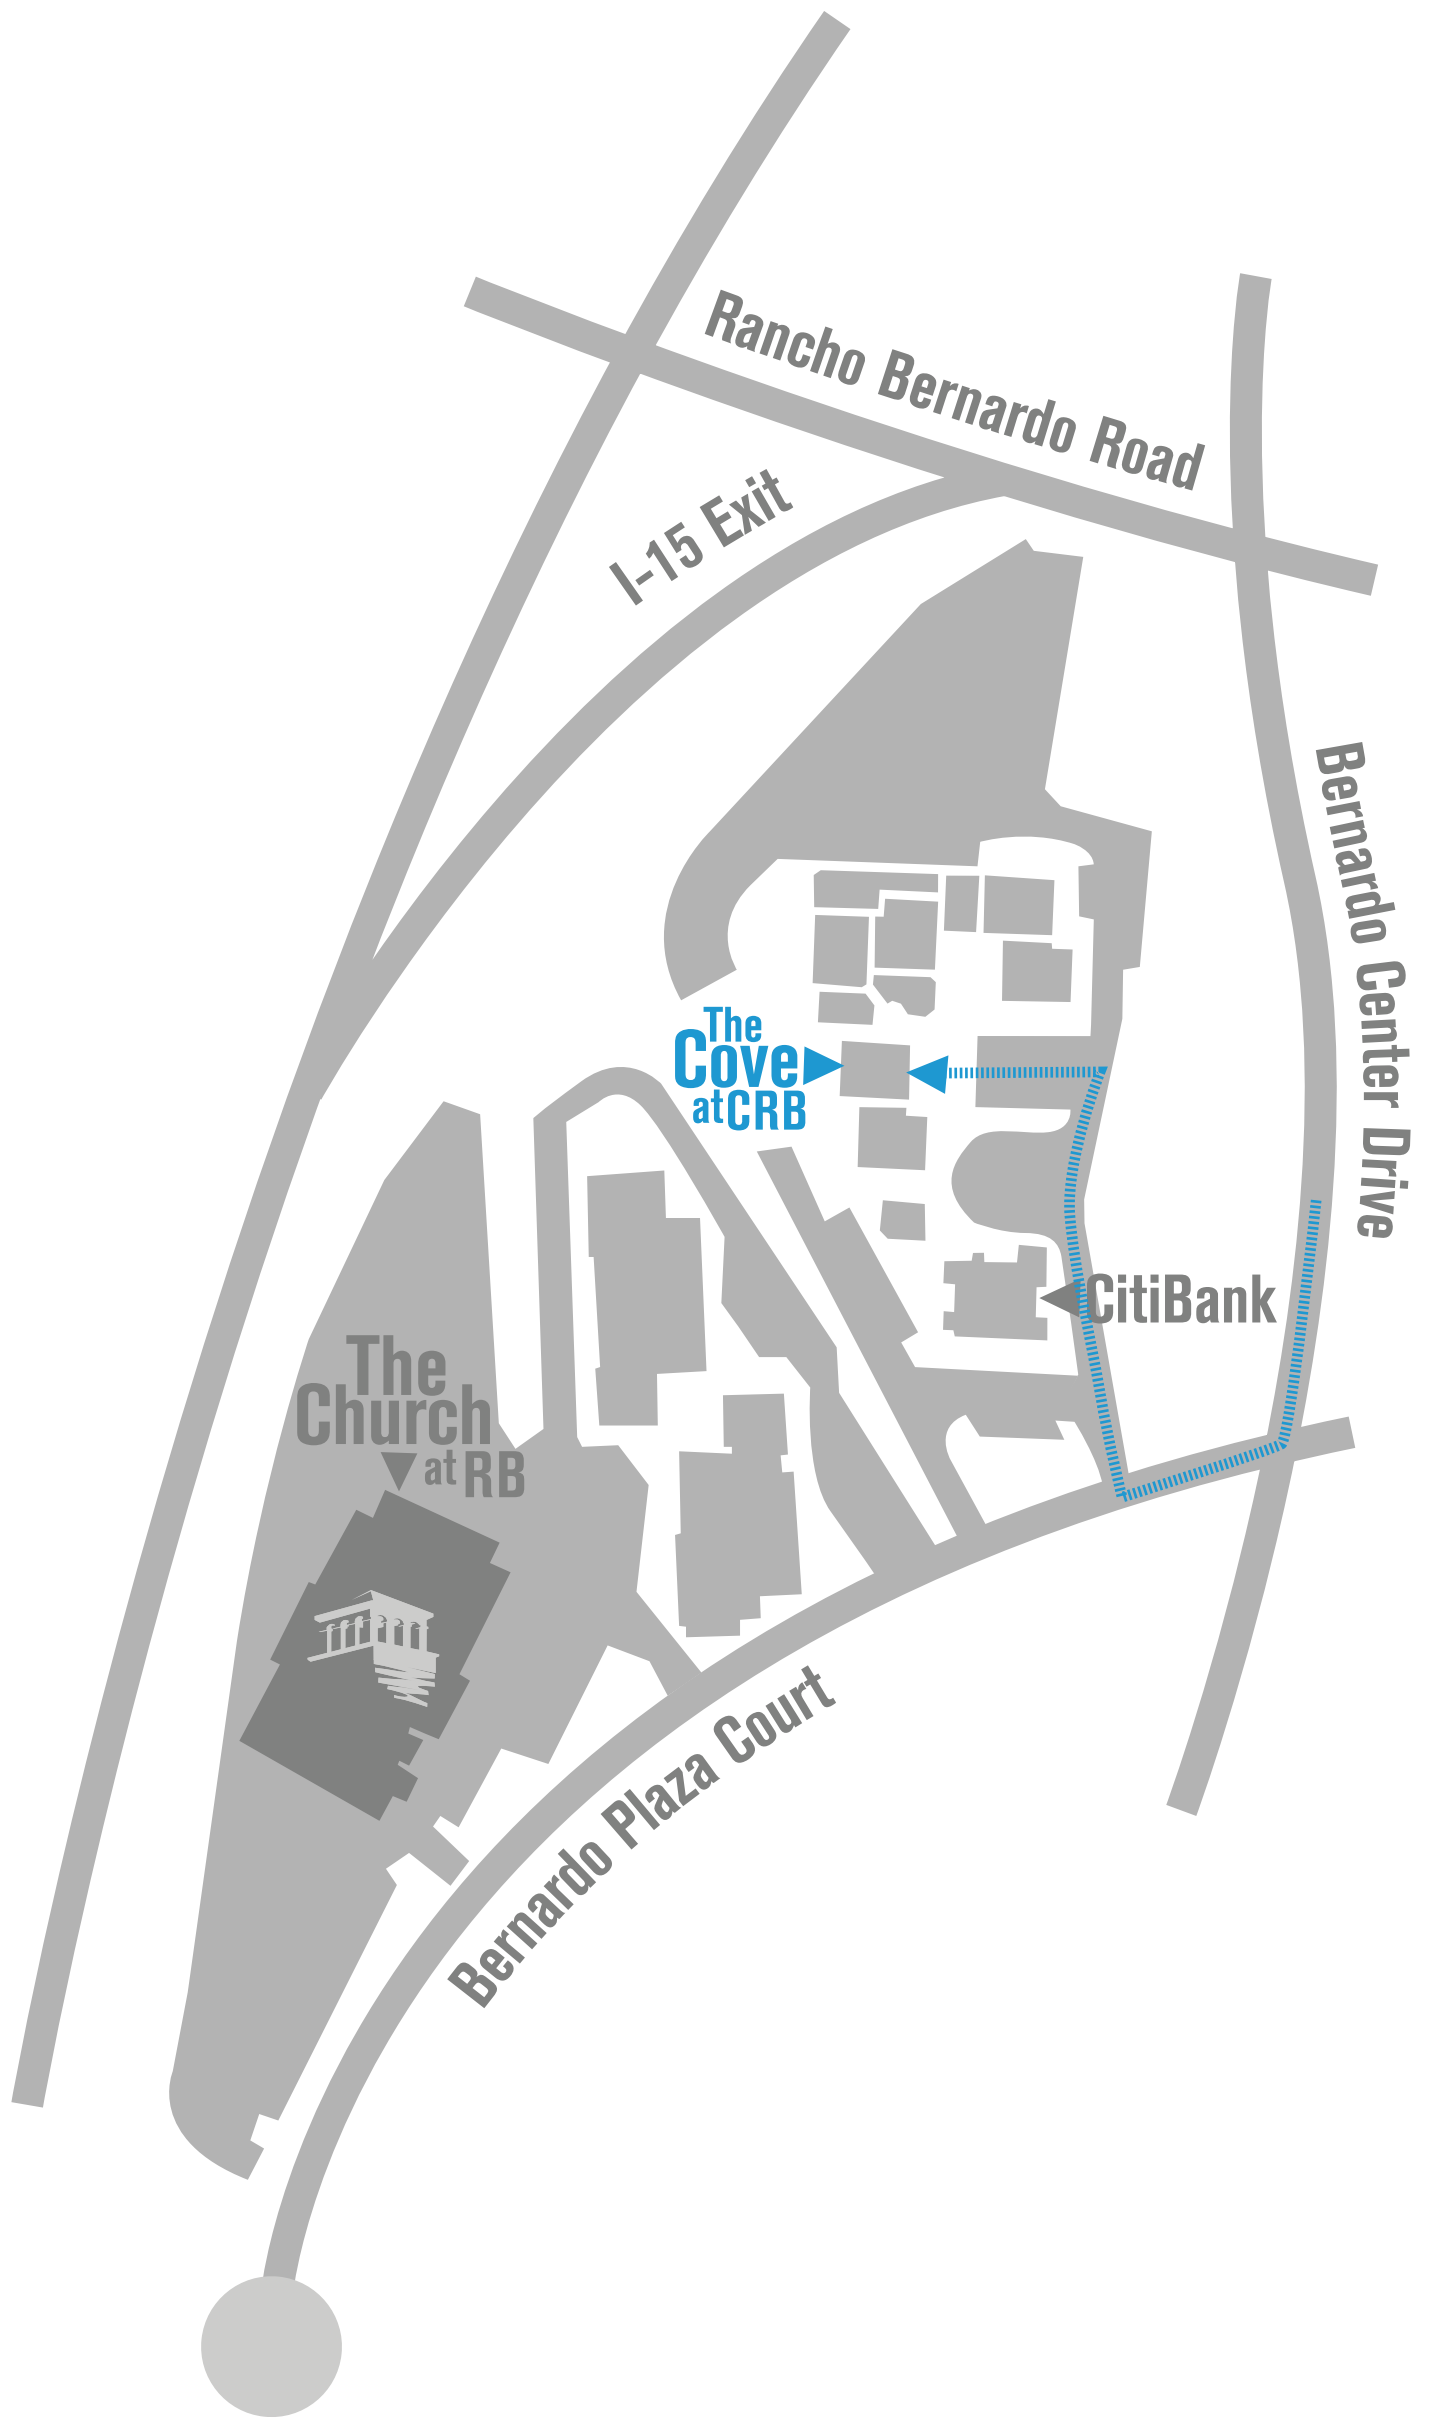 Rancho Bernardo Road
I-15 Exit
Bernardo Center Drive
The
Cove
at CRB
CitiBank
The
Church
at RB
Bernardo Plaza Court